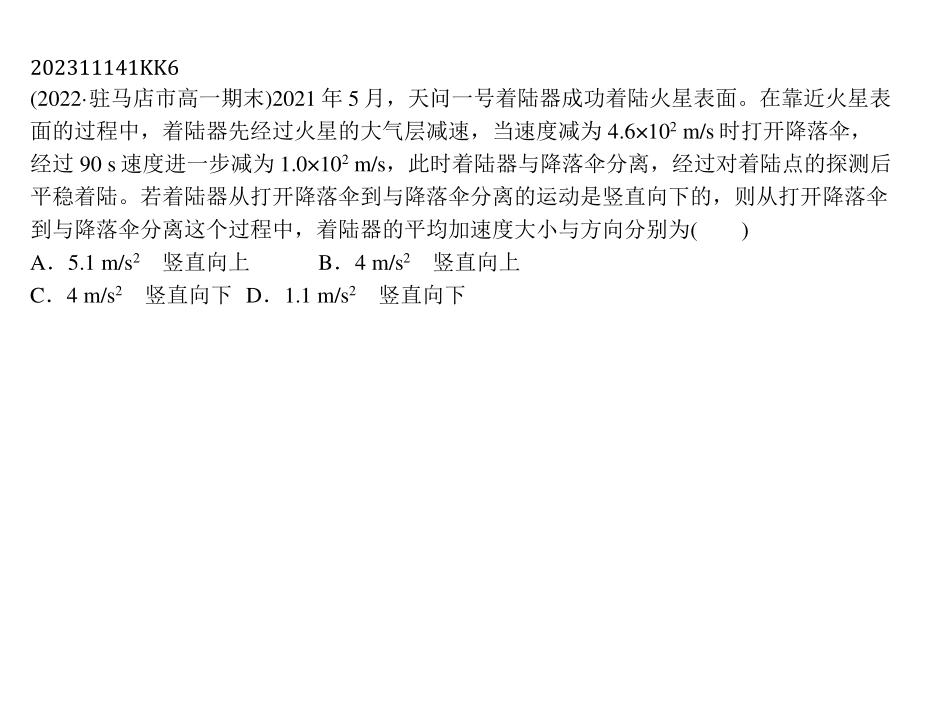 202311141KK6
(2022·驻马店市高一期末)2021 年 5 月，天问一号着陆器成功着陆火星表面。在靠近火星表
面的过程中，着陆器先经过火星的大气层减速，当速度减为 4.6×10² m/s 时打开降落伞，
经过 90 s 速度进一步减为 1.0×10² m/s，此时着陆器与降落伞分离，经过对着陆点的探测后
平稳着陆。若着陆器从打开降落伞到与降落伞分离的运动是竖直向下的，则从打开降落伞
到与降落伞分离这个过程中，着陆器的平均加速度大小与方向分别为(　　)
A．5.1 m/s²　竖直向上　　　B．4 m/s²　竖直向上
C．4 m/s²　竖直向下 D．1.1 m/s²　竖直向下